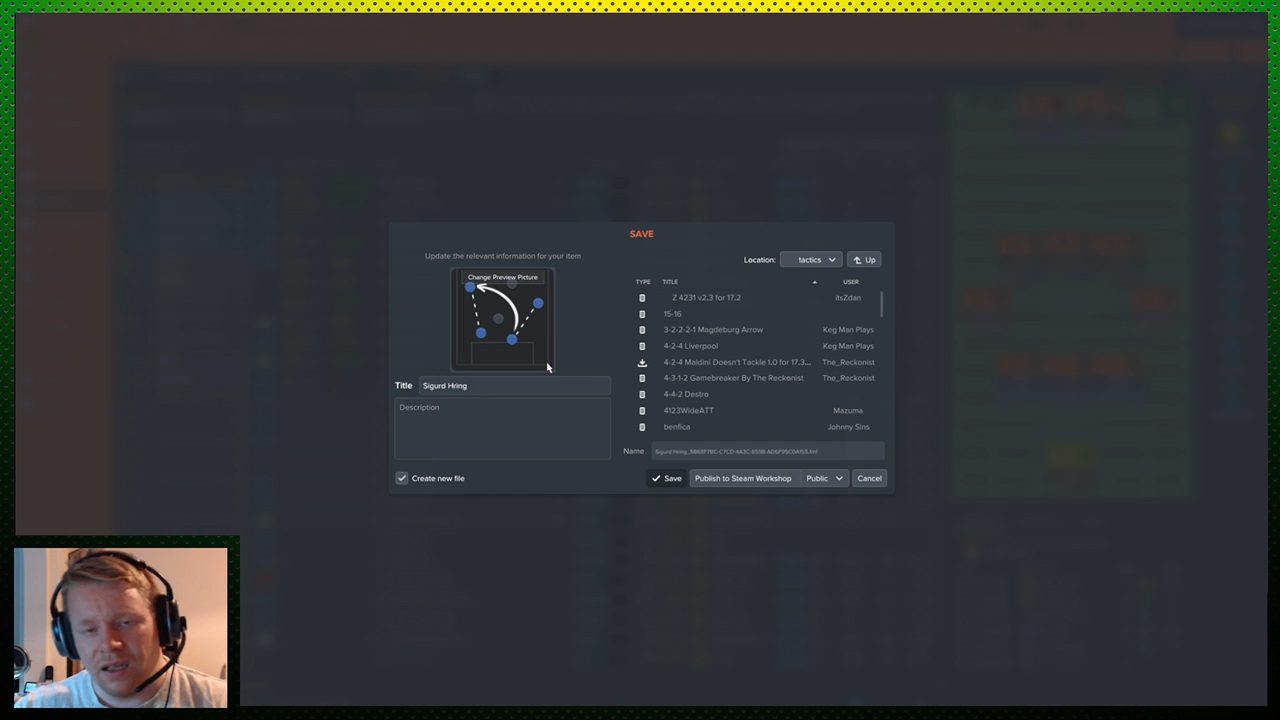 SAVE
Update the relevant information for your item
Change Preview Picture
Title Sigurd Hring
Description
Create new file
Location: tactics Up
TYPE TITLE USER
Z 4231 v2.3 for 17.2 itsZdan
15-16
3-2-2-2-1 Magdeburg Arrow Keg Man Plays
4-2-4 Liverpool Keg Man Plays
4-2-4 Maldini Doesn't Tackle 1.0 for 17.3... The_Reckonist
4-3-1-2 Gamebreaker By The Reckonist The_Reckonist
4-4-2 Destro
4123WideATT Mazuma
benfica Johnny Sins
Name
Save Publish to Steam Workshop Public Cancel